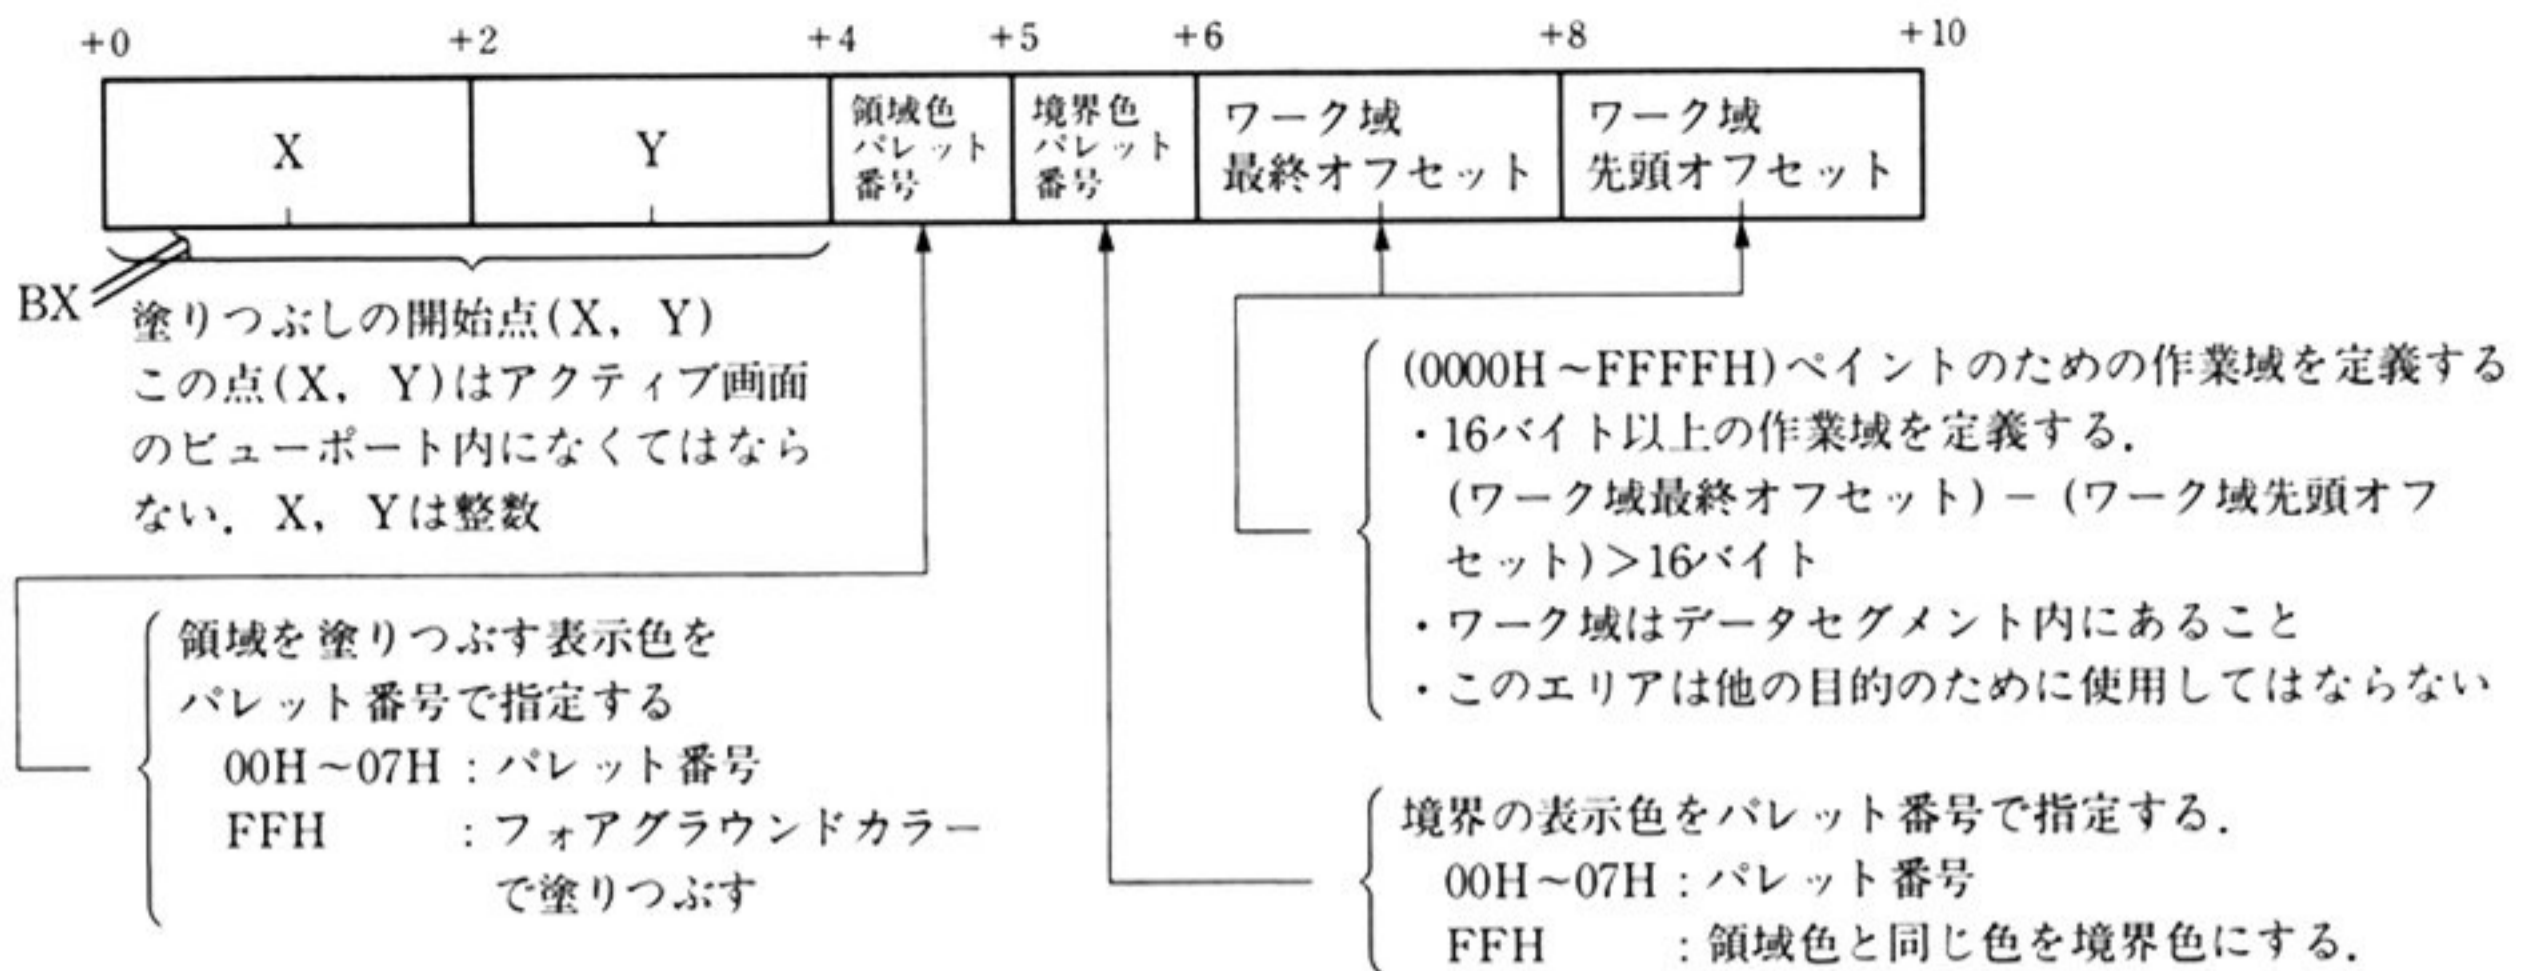 +0 +2 +4 +5 +6 +8 +10
X
Y
領域色
パレット
番号
境界色
パレット
番号
ワーク域
最終オフセット
ワーク域
先頭オフセット
BX
塗りつぶしの開始点(X, Y)
この点(X, Y)はアクティブ画面
のビューポート内になくてはなら
ない. X, Yは整数
領域を塗りつぶす表示色を
パレット番号で指定する
00H~07H:パレット番号
FFH :フォアグラウンドカラー
で塗りつぶす
(0000H~FFFFH)ペイントのための作業域を定義する
・16バイト以上の作業域を定義する.
(ワーク域最終オフセット)-(ワーク域先頭オフ
セット)>16バイト
・ワーク域はデータセグメント内にあること
・このエリアは他の目的のために使用してはならない
境界の表示色をパレット番号で指定する.
00H~07H:パレット番号
FFH :領域色と同じ色を境界色にする.